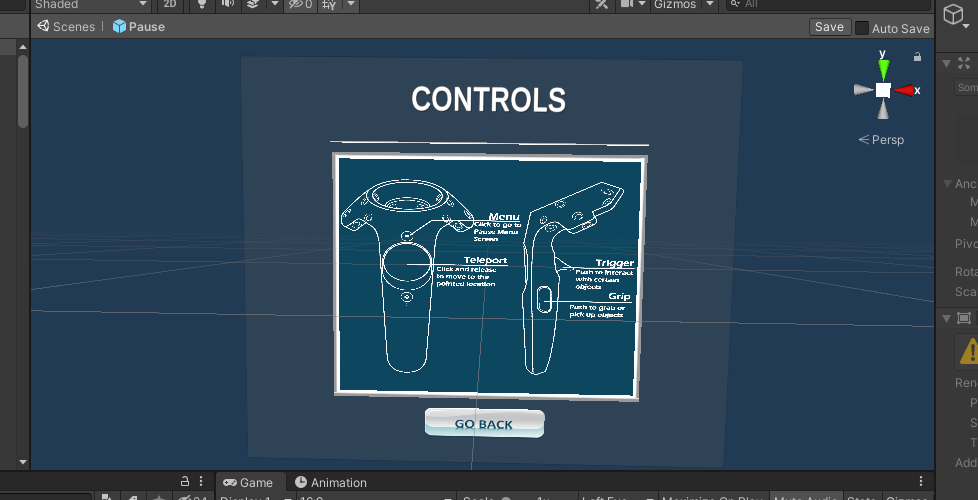 Shaded
2D
0
Gizmos
All
Scenes
Pause
Save
Auto Save
y
x
Persp
CONTROLS
Menu
Click to go to
Pause Menu
Screen
Teleport
Click and release
to move to the
pointed location
Trigger
Push to interact
with certain
objects
Grip
Push to grab or
pick up objects
GO BACK
Som
Anc
M
M
Pivo
Rota
Sca
Ren
P
S
T
Add
Game
Animation
Display 1
16:9
Scale
1x
Left Eye
Maximize On Play
Mute Audio
Stats
Gizmos